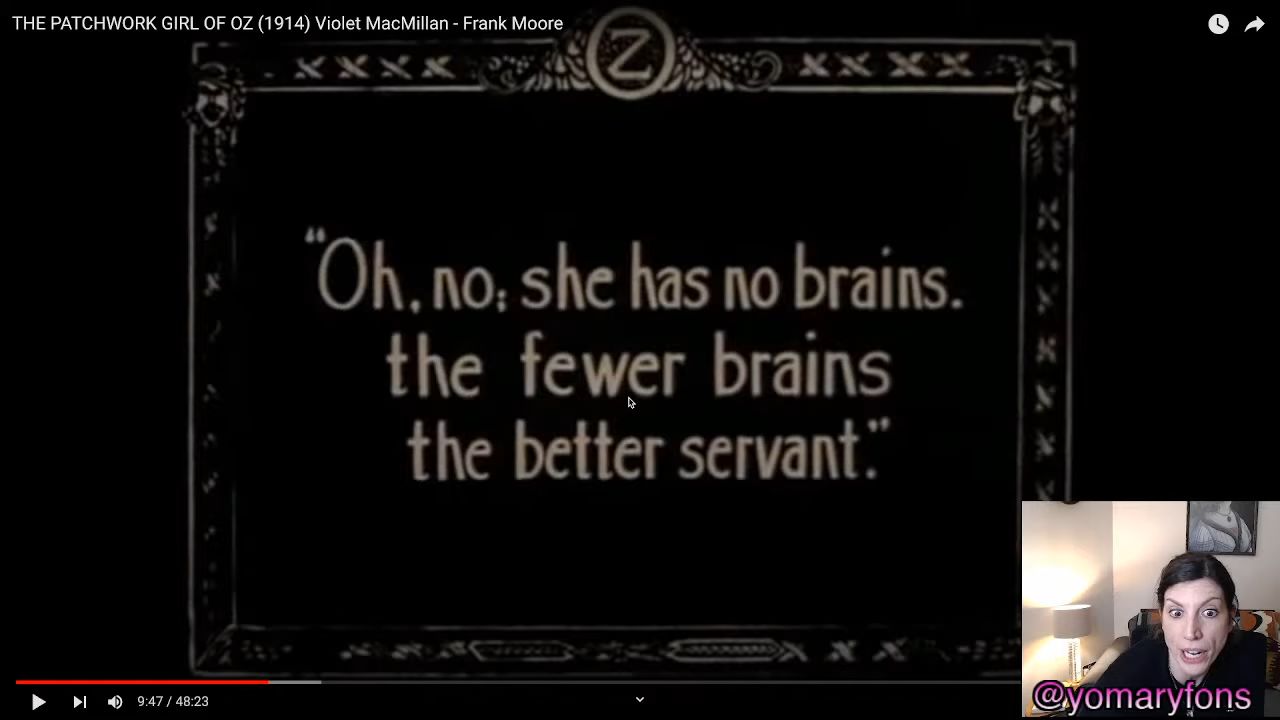 THE PATCHWORK GIRL OF OZ (1914) Violet MacMillan - Frank Moore
OZ
"Oh, no; she has no brains.
the fewer brains
the better servant."
9:47 / 48:23
@yomaryfons